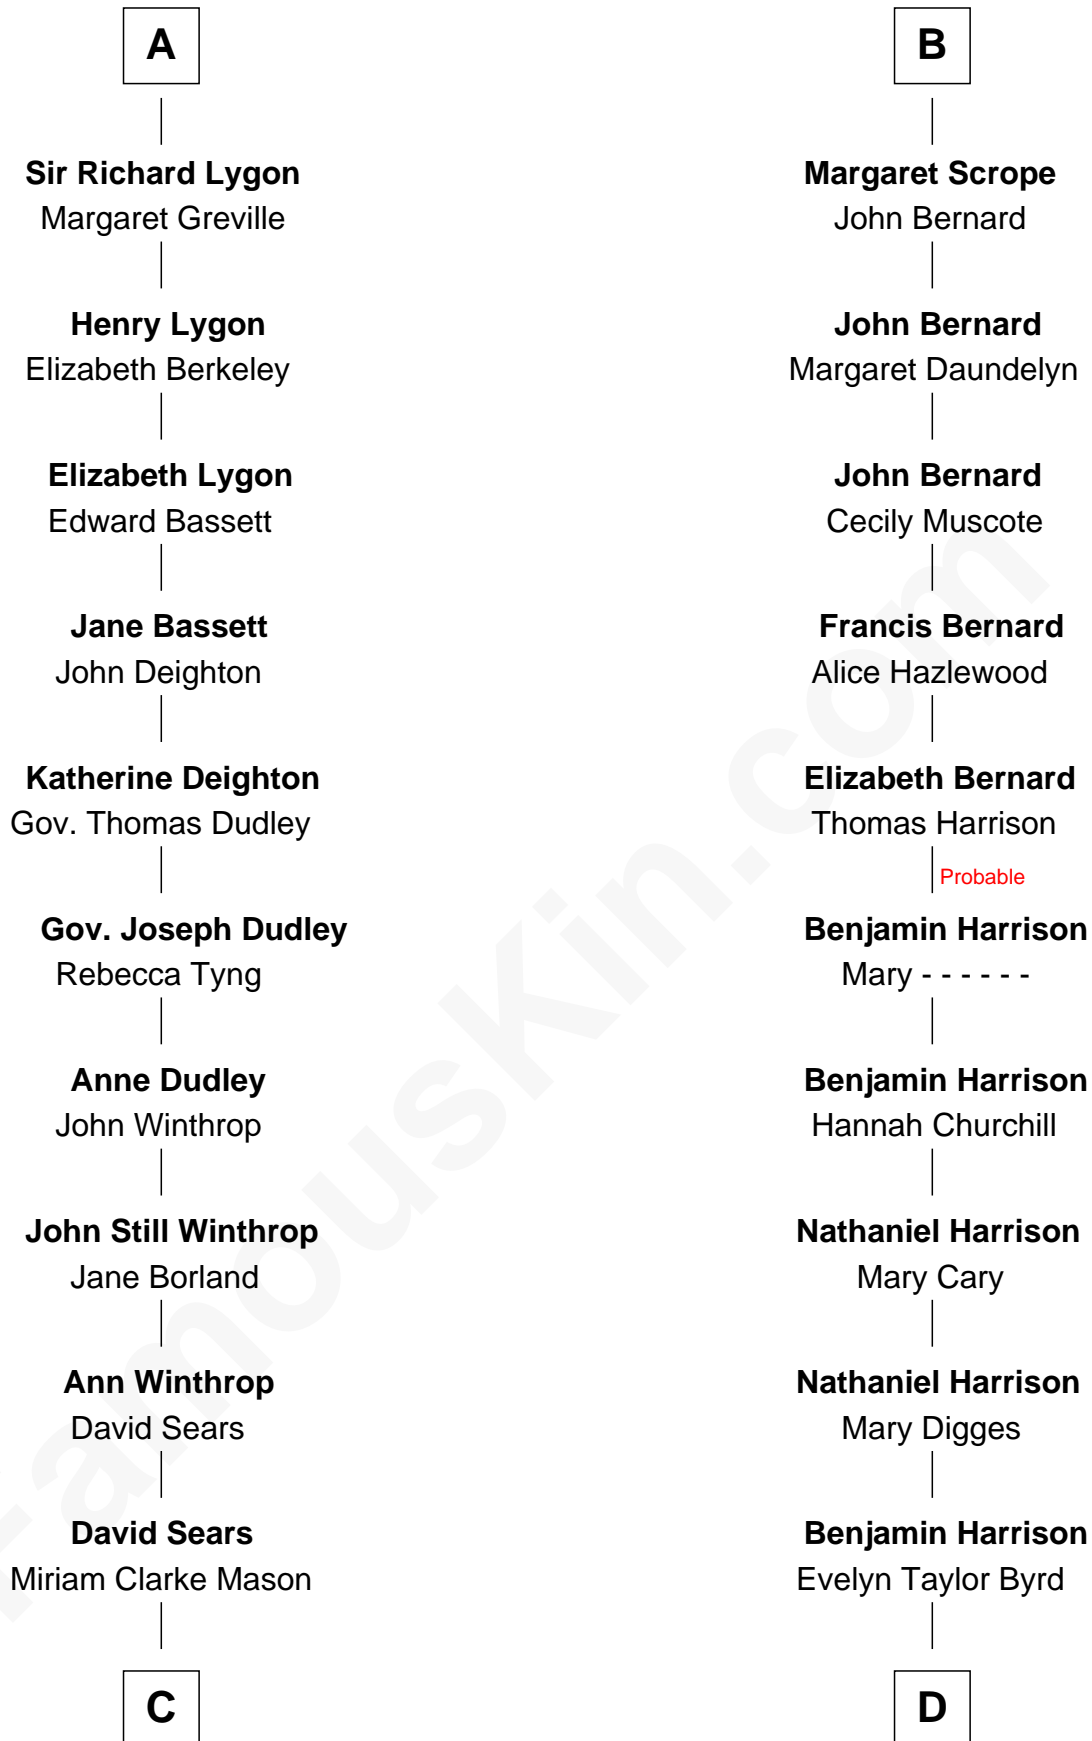 A
Sir Richard Lygon
Margaret Greville
Henry Lygon
Elizabeth Berkeley
Elizabeth Lygon
Edward Bassett
Jane Bassett
John Deighton
Katherine Deighton
Gov. Thomas Dudley
Gov. Joseph Dudley
Rebecca Tyng
Anne Dudley
John Winthrop
John Still Winthrop
Jane Borland
Ann Winthrop
David Sears
David Sears
Miriam Clarke Mason
C
B
Margaret Scrope
John Bernard
John Bernard
Margaret Daundelyn
John Bernard
Cecily Muscote
Francis Bernard
Alice Hazlewood
Elizabeth Bernard
Thomas Harrison
Probable
Benjamin Harrison
Mary - - - - - -
Benjamin Harrison
Hannah Churchill
Nathaniel Harrison
Mary Cary
Nathaniel Harrison
Mary Digges
Benjamin Harrison
Evelyn Taylor Byrd
D
FamousKin.com